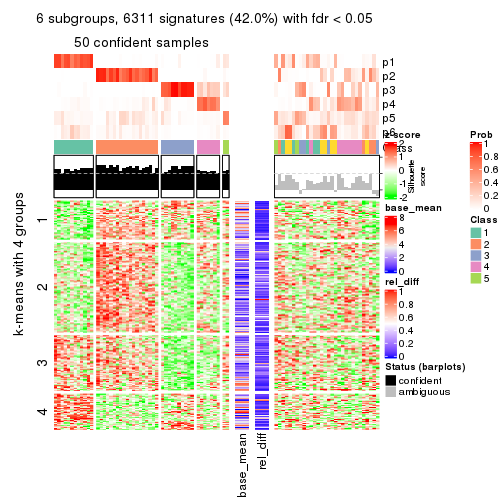 6 subgroups, 6311 signatures (42.0%) with fdr < 0.05
50 confident samples
p1
p2
p3
p4
p5
p6
Class
Silhouette
score
k-means with 4 groups
1
2
3
4
base_mean
rel_diff
z-score
2
1
0
-1
-2
base_mean
8
6
4
2
0
rel_diff
1
0.8
0.6
0.4
0.2
0
Status (barplots)
confident
ambiguous
Prob
1
0.8
0.6
0.4
0.2
0
Class
1
2
3
4
5